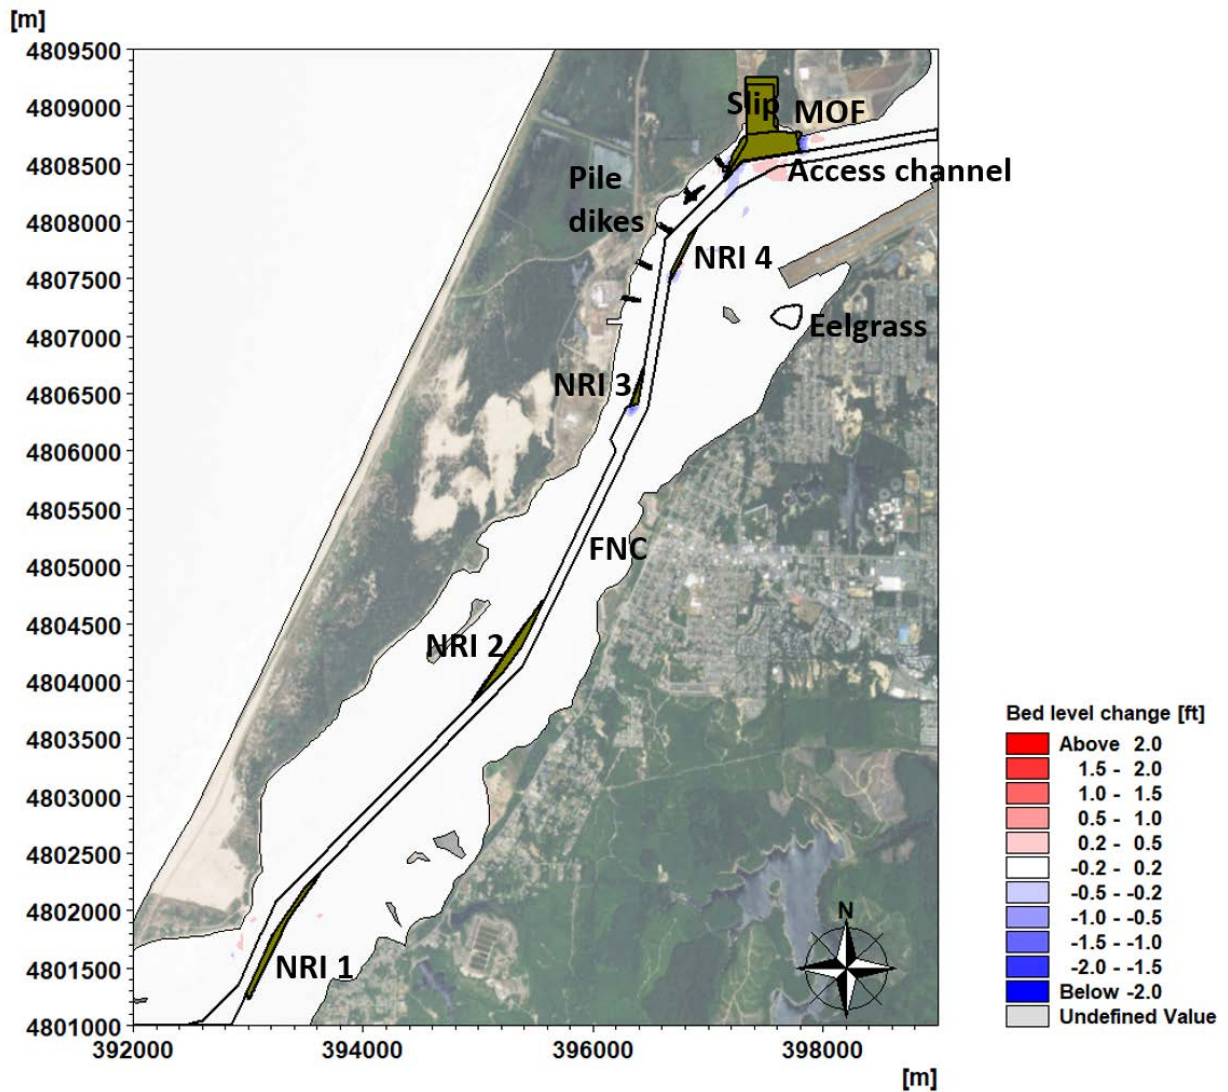 [m]
4809500
4809000
4808500
4808000
4807500
4807000
4806500
4806000
4805500
4805000
4804500
4804000
4803500
4803000
4802500
4802000
4801500
4801000
392000
394000
396000
398000
[m]
Slip
MOF
Access channel
Pile
dikes
NRI 4
Eelgrass
NRI 3
FNC
NRI 2
NRI 1
N
Bed level change [ft]
Above 2.0
1.5 - 2.0
1.0 - 1.5
0.5 - 1.0
0.2 - 0.5
-0.2 - 0.2
-0.5 - -0.2
-1.0 - -0.5
-1.5 - -1.0
-2.0 - -1.5
Below -2.0
Undefined Value